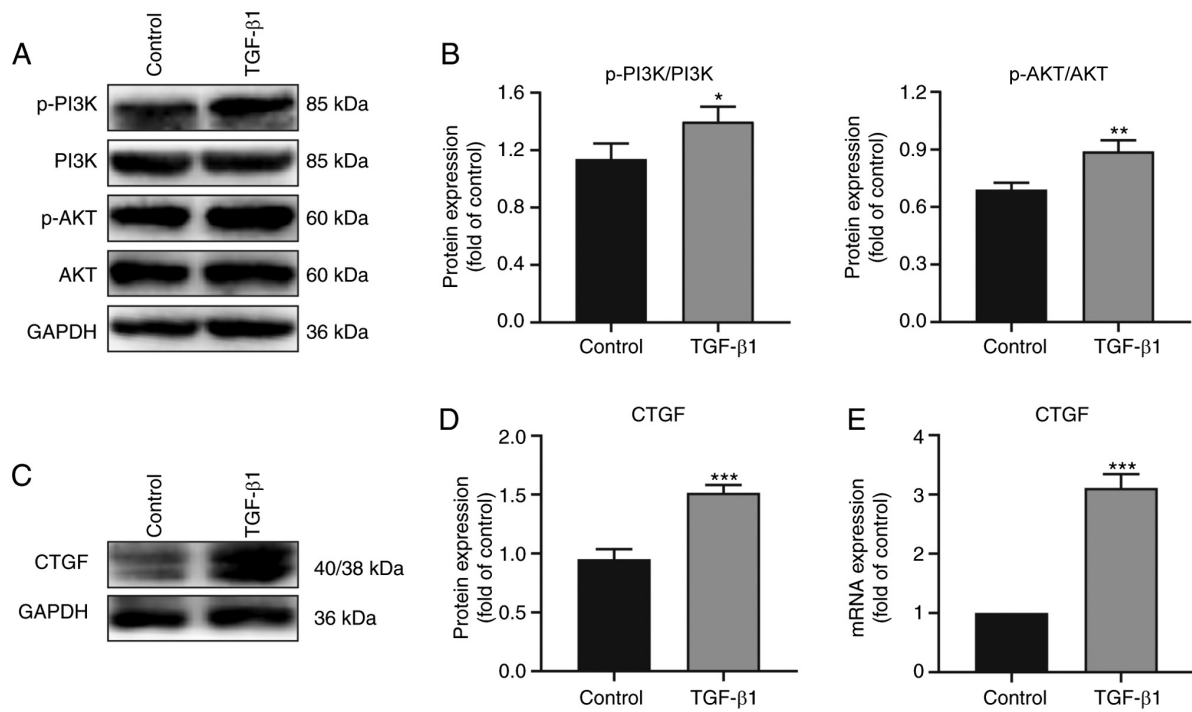 A
Control
TGF-β1
p-PI3K
85 kDa
PI3K
85 kDa
p-AKT
60 kDa
AKT
60 kDa
GAPDH
36 kDa
B
p-PI3K/PI3K
Protein expression
(fold of control)
1.6
1.2
0.8
0.4
0.0
*
Control
TGF-β1
p-AKT/AKT
Protein expression
(fold of control)
1.2
0.9
0.6
0.3
0.0
**
Control
TGF-β1
C
Control
TGF-β1
CTGF
40/38 kDa
GAPDH
36 kDa
D
CTGF
Protein expression
(fold of control)
2.0
1.5
1.0
0.5
0.0
***
Control
TGF-β1
E
CTGF
mRNA expression
(fold of control)
4
3
2
1
0
***
Control
TGF-β1